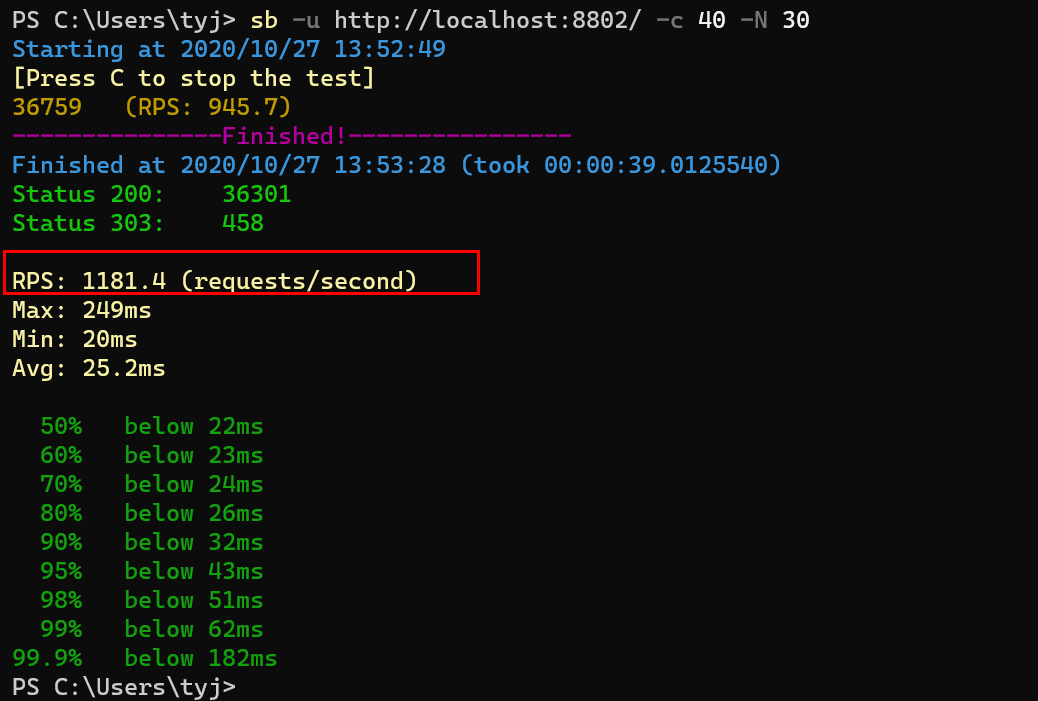 PS C:\Users\tyj> sb -u http://localhost:8802/ -c 40 -N 30
Starting at 2020/10/27 13:52:49
[Press C to stop the test]
36759   (RPS: 945.7)
---------------Finished!----------------
Finished at 2020/10/27 13:53:28 (took 00:00:39.0125540)
Status 200:    36301
Status 303:    458
RPS: 1181.4 (requests/second)
Max: 249ms
Min: 20ms
Avg: 25.2ms
50%   below 22ms
60%   below 23ms
70%   below 24ms
80%   below 26ms
90%   below 32ms
95%   below 43ms
98%   below 51ms
99%   below 62ms
99.9%   below 182ms
PS C:\Users\tyj>